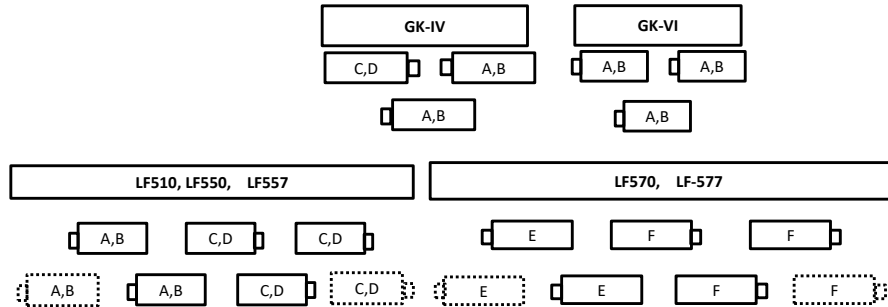 GK-IV GK-VI
C,D A,B A,B A,B
A,B A,B
LF510, LF550, LF557 LF570, LF-577
A,B C,D C,D E F F
A,B A,B C,D C,D E E F F